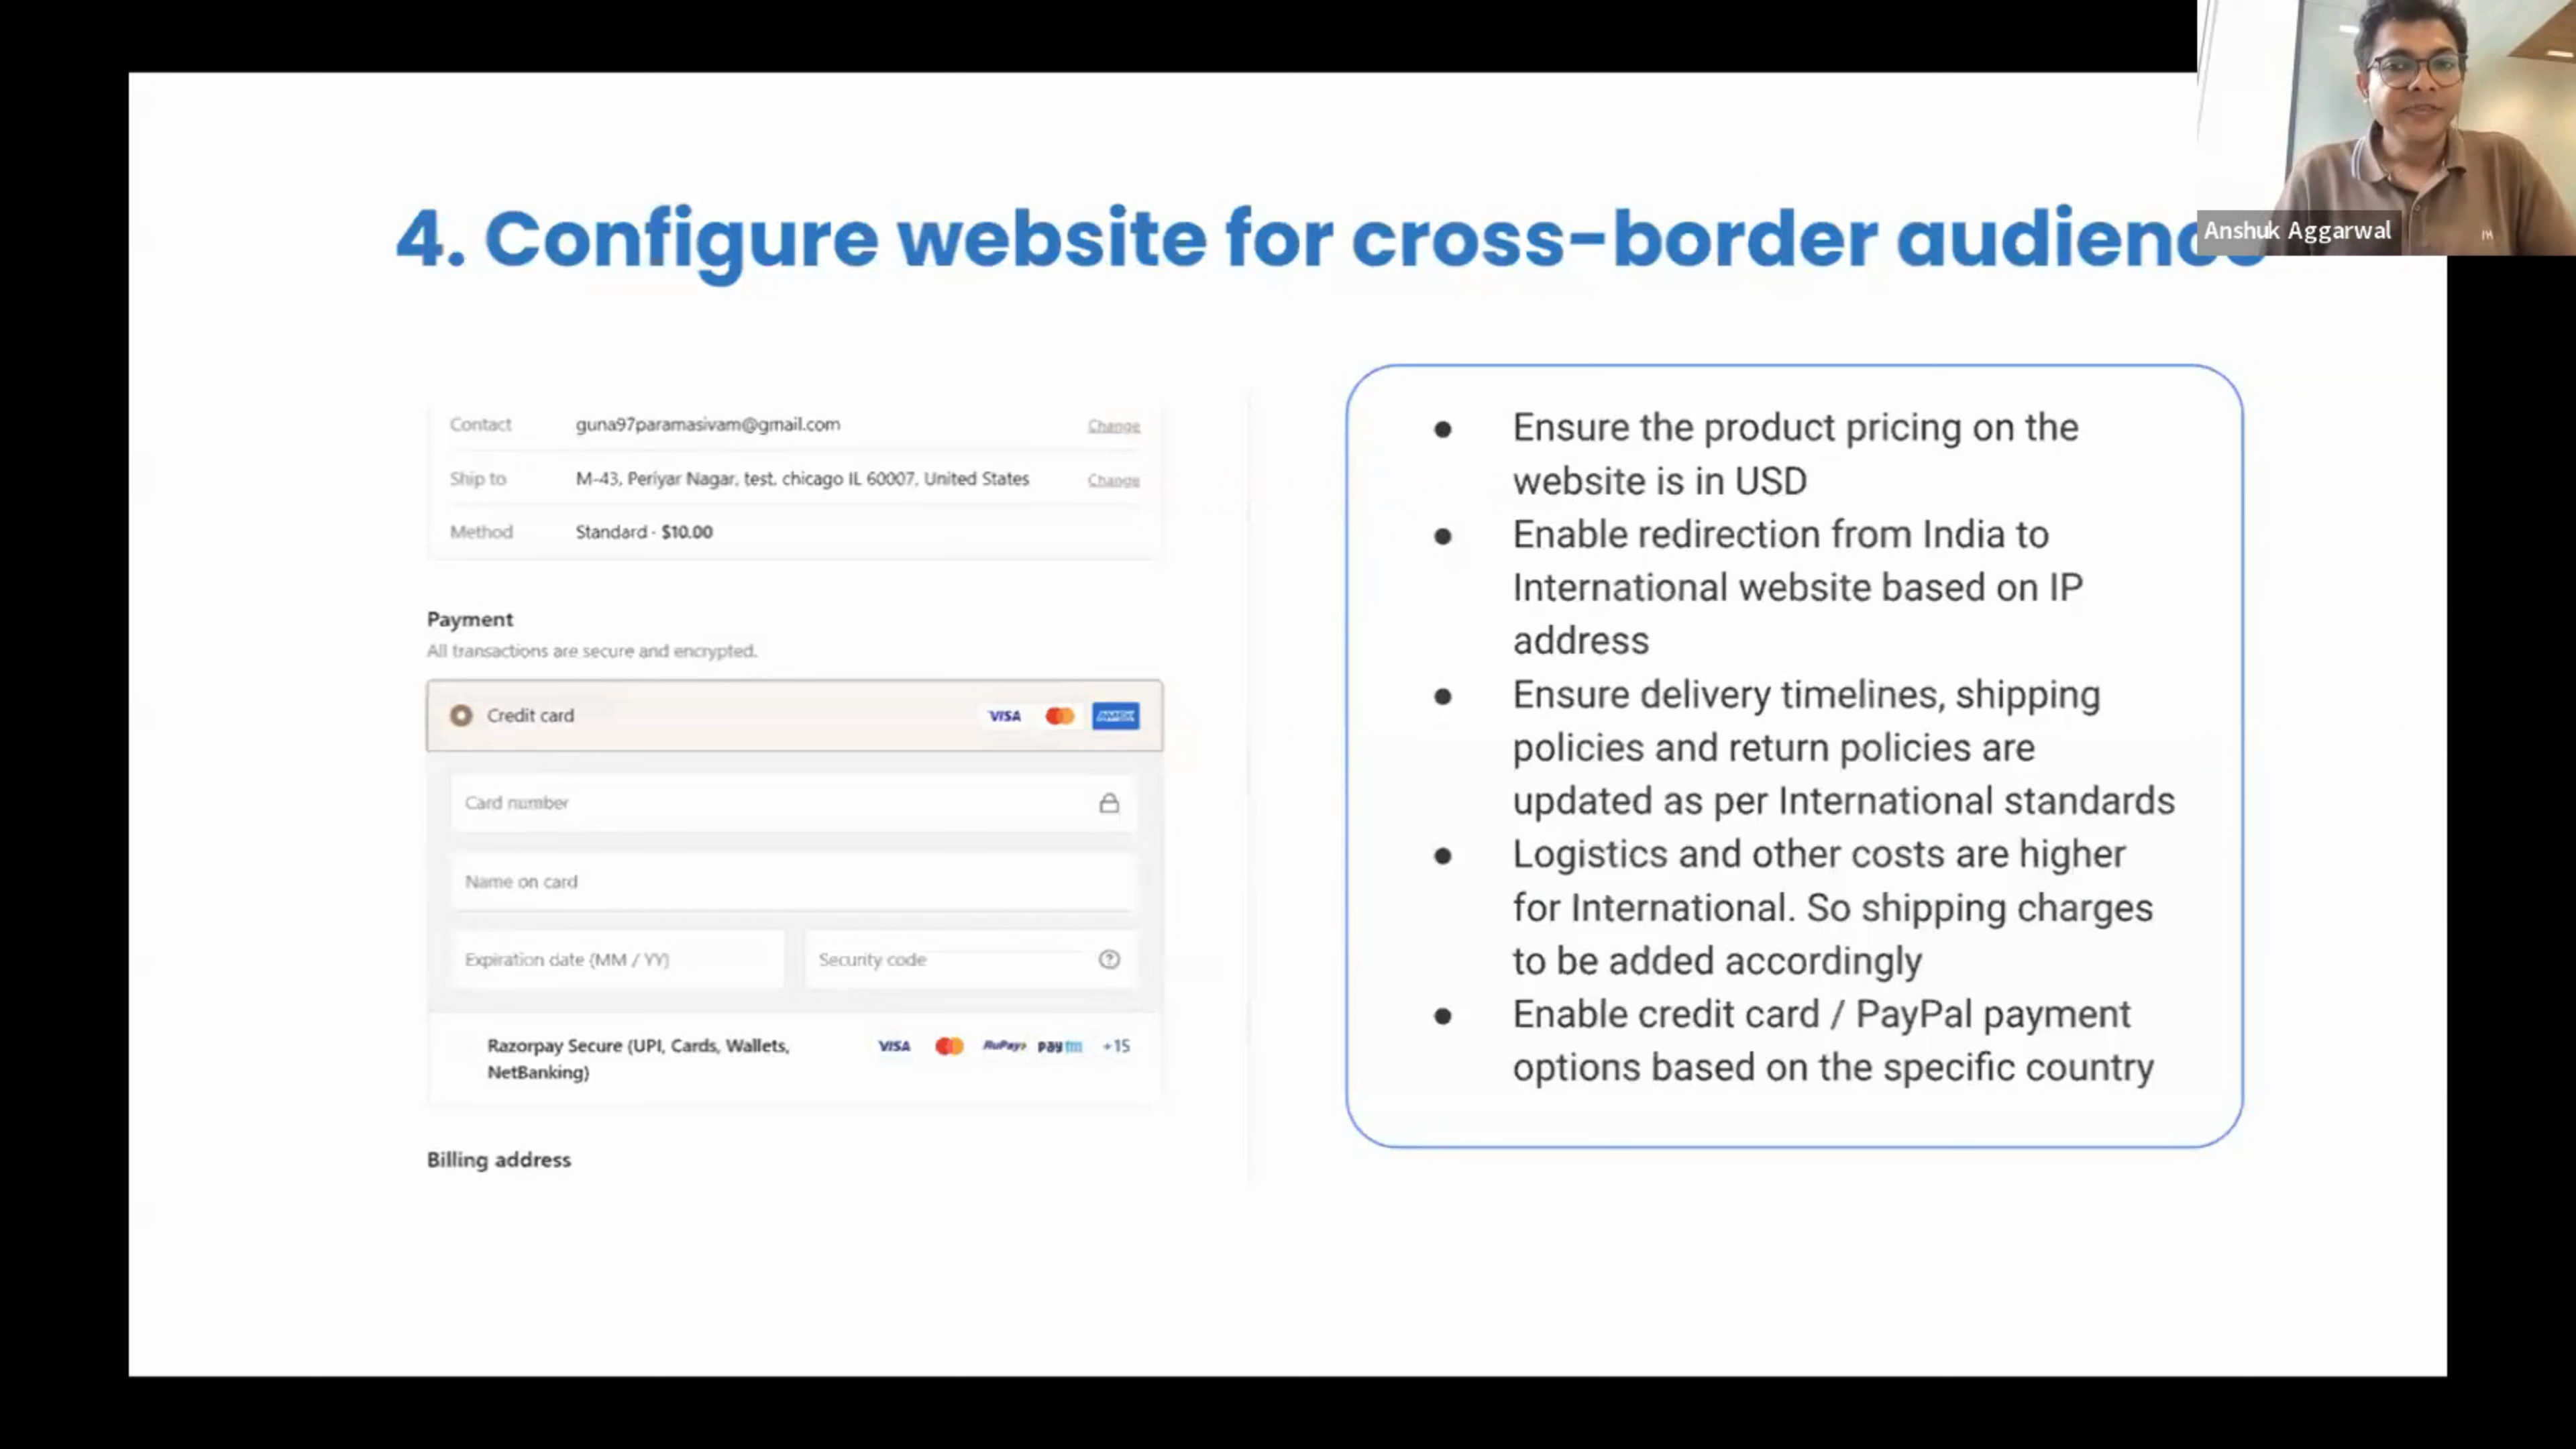 Anshuk Aggarwal
4. Configure website for cross-border audience
Contact guna97paramasivam@gmail.com Change
Ship to M-43, Periyar Nagar, test. chicago IL 60007, United States Change
Method Standard · $10.00
Payment
All transactions are secure and encrypted.
Credit card VISA AMEX
Card number
Name on card
Expiration date (MM / YY) Security code
Razorpay Secure (UPI, Cards, Wallets, VISA RuPay paytm +15
NetBanking)
Billing address
● Ensure the product pricing on the
website is in USD
● Enable redirection from India to
International website based on IP
address
● Ensure delivery timelines, shipping
policies and return policies are
updated as per International standards
● Logistics and other costs are higher
for International. So shipping charges
to be added accordingly
● Enable credit card / PayPal payment
options based on the specific country